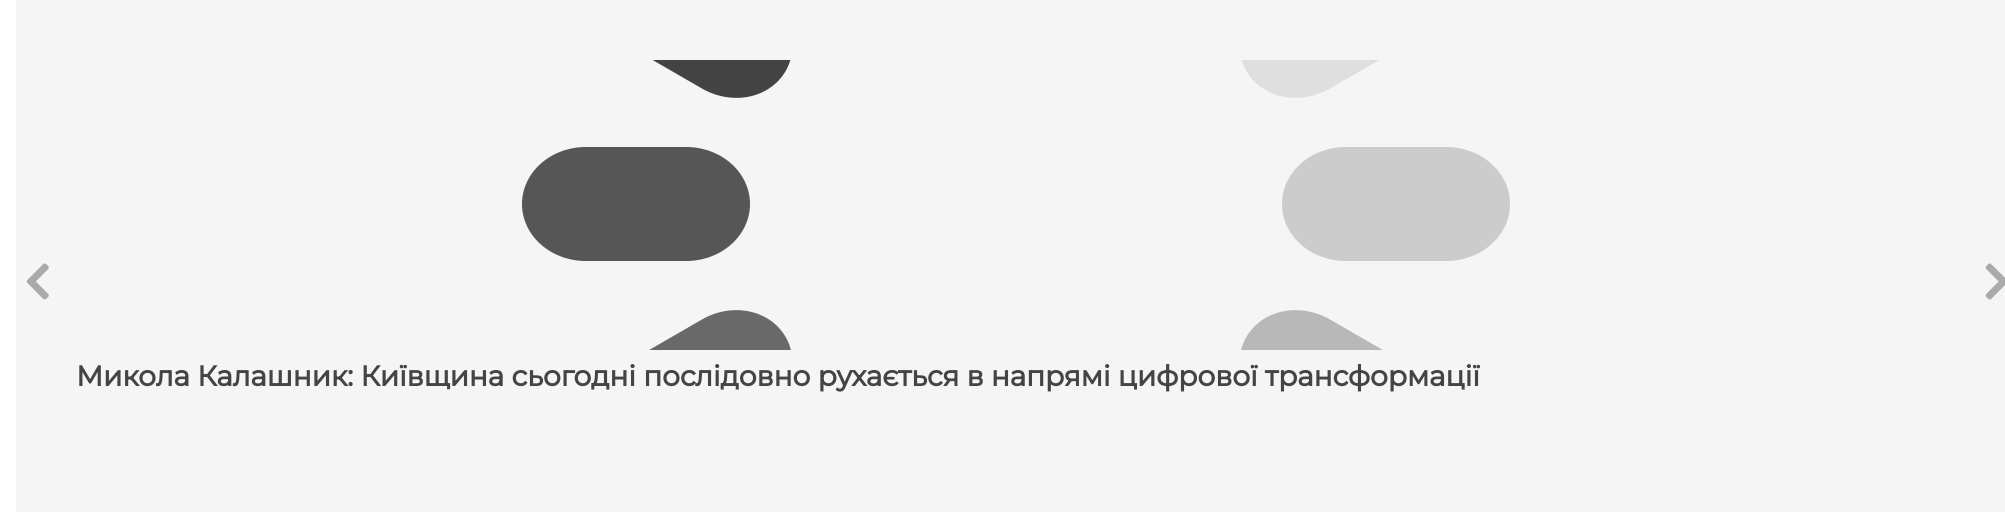 Микола Калашник: Київщина сьогодні послідовно рухається в напрямі цифрової трансформації